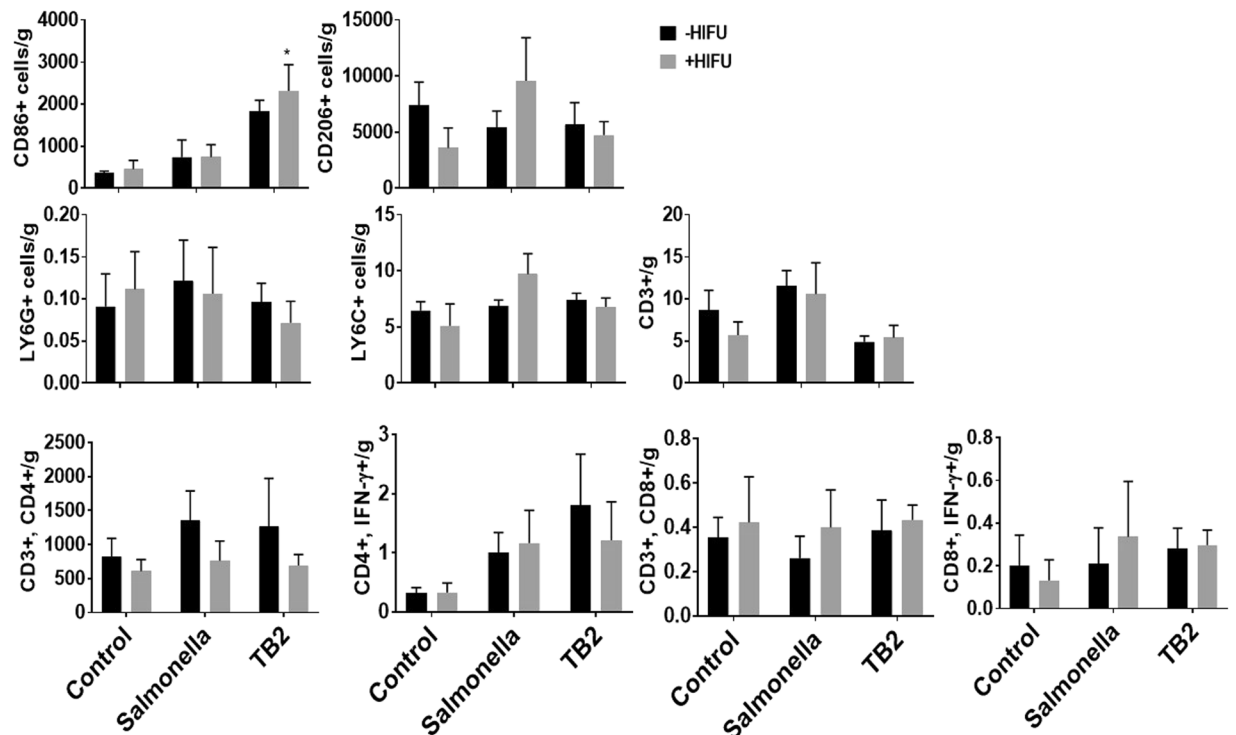 CD86+ cells/g
4000
3000
2000
1000
0
*
CD206+ cells/g
15000
10000
5000
0
-HIFU
+HIFU
LY6G+ cells/g
0.20
0.15
0.10
0.05
0.00
LY6C+ cells/g
15
10
5
0
CD3+/g
20
15
10
5
0
CD3+, CD4+/g
2500
2000
1500
1000
500
0
Control
Salmonella
TB2
CD4+, IFN-γ+/g
3
2
1
0
Control
Salmonella
TB2
CD3+, CD8+/g
0.8
0.6
0.4
0.2
0.0
Control
Salmonella
TB2
CD8+, IFN-γ+/g
0.8
0.6
0.4
0.2
0.0
Control
Salmonella
TB2